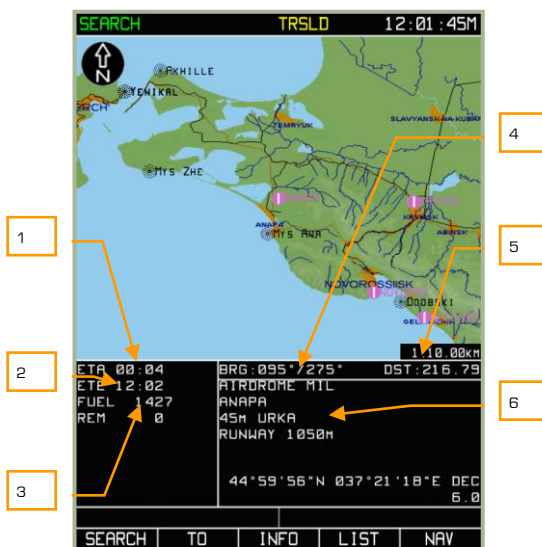 SEARCH TRSLD 12:01:45M
N
AKHILLE
YENIKAL
ERCH
TEMRYUK
SLAVYANSK-NA-KUBAN
MYS ZHE
4
ANAPA
MYS ANA
KRYMSK
ABINSK
1
5
NOVOROSSIISK
DOOBSKI
1:10.00KM
2
ETA 00:04
BRG:095°/275° DST:216.79
ETE 12:02
AIRDROME MIL
FUEL 1427
ANAPA
REM 0
45M URKA
6
RUNWAY 1050M
3
44°59'56"N 037°21'18"E DEC
6.0
SEARCH TO INFO LIST NAV